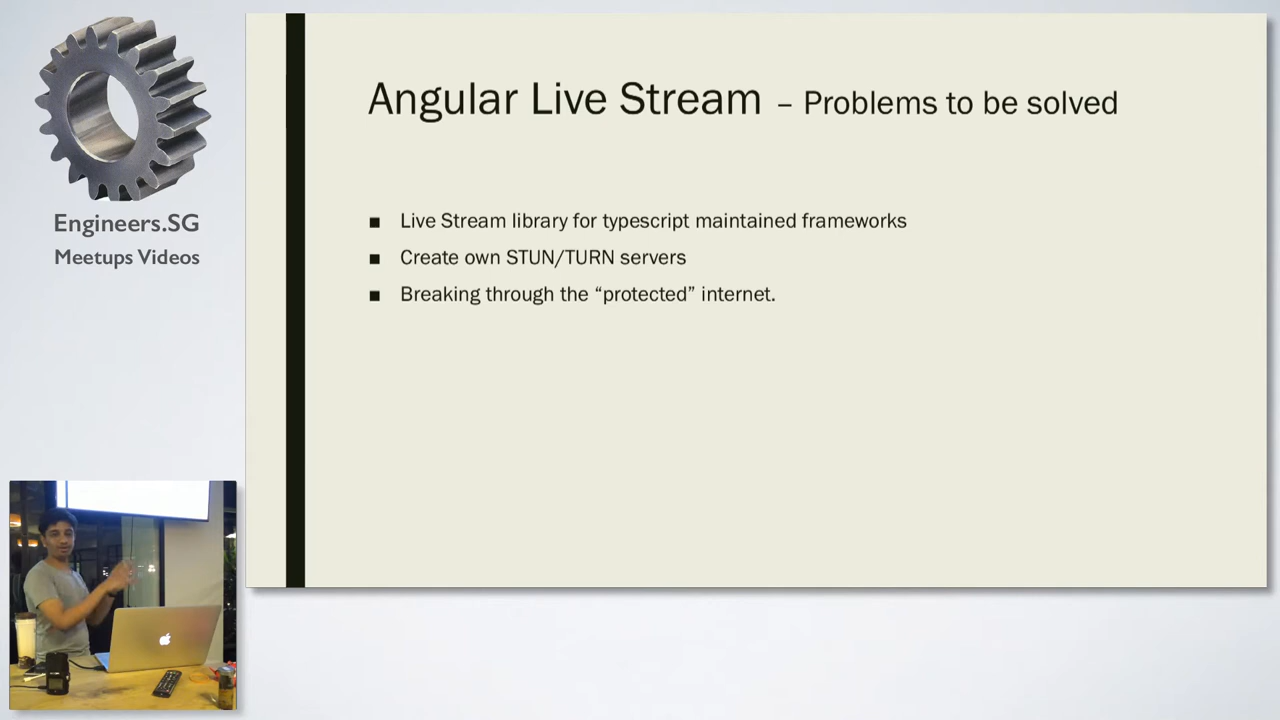 Engineers.SG
Meetups Videos
Angular Live Stream – Problems to be solved
■ Live Stream library for typescript maintained frameworks
■ Create own STUN/TURN servers
■ Breaking through the “protected” internet.